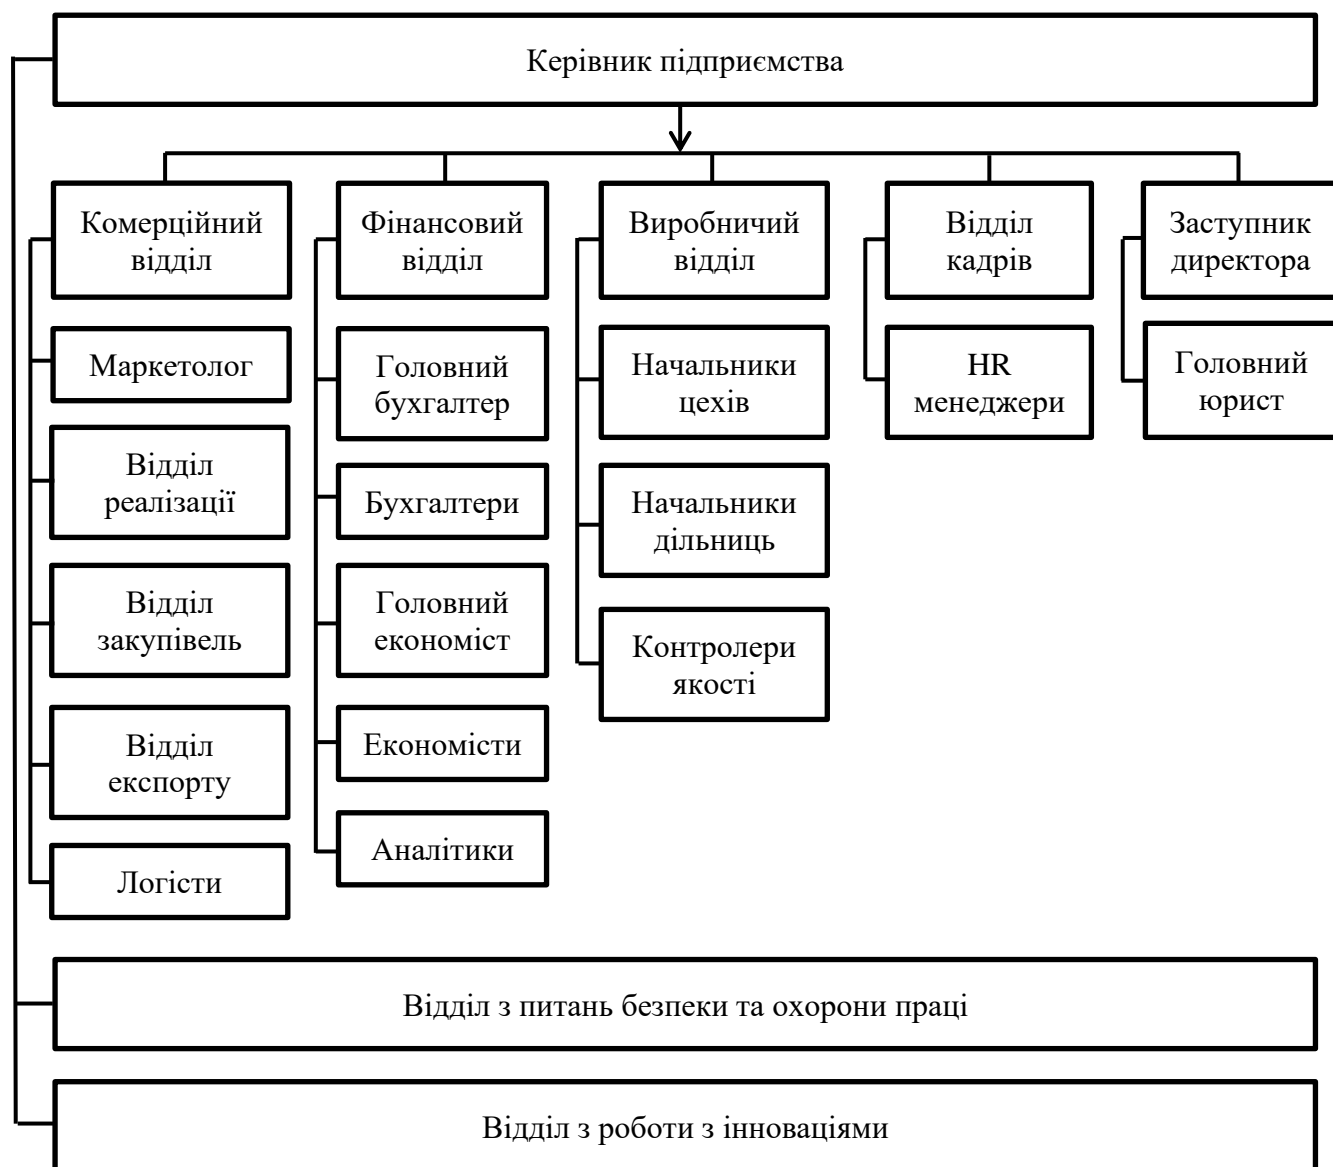 Керівник підприємства
Комерційний
відділ
Маркетолог
Відділ
реалізації
Відділ
закупівель
Відділ
експорту
Логісти
Фінансовий
відділ
Головний
бухгалтер
Бухгалтери
Головний
економіст
Економісти
Аналітики
Виробничий
відділ
Начальники
цехів
Начальники
дільниць
Контролери
якості
Відділ
кадрів
HR
менеджери
Заступник
директора
Головний
юрист
Відділ з питань безпеки та охорони праці
Відділ з роботи з інноваціями